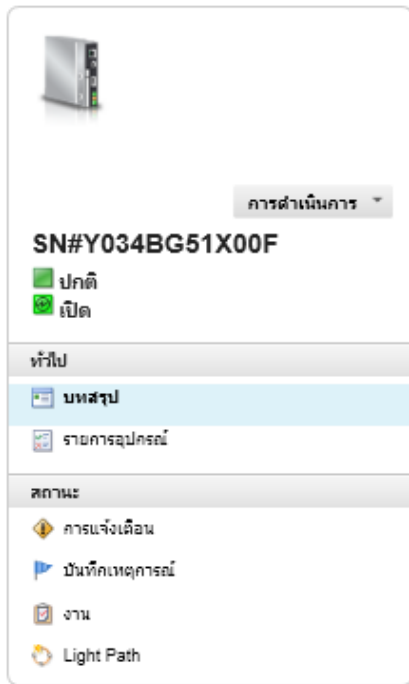 การดำเนินการ
SN#Y034BG51X00F
ปกติ
เปิด
ทั่วไป
บทสรุป
รายการอุปกรณ์
สถานะ
การแจ้งเตือน
บันทึกเหตุการณ์
งาน
Light Path